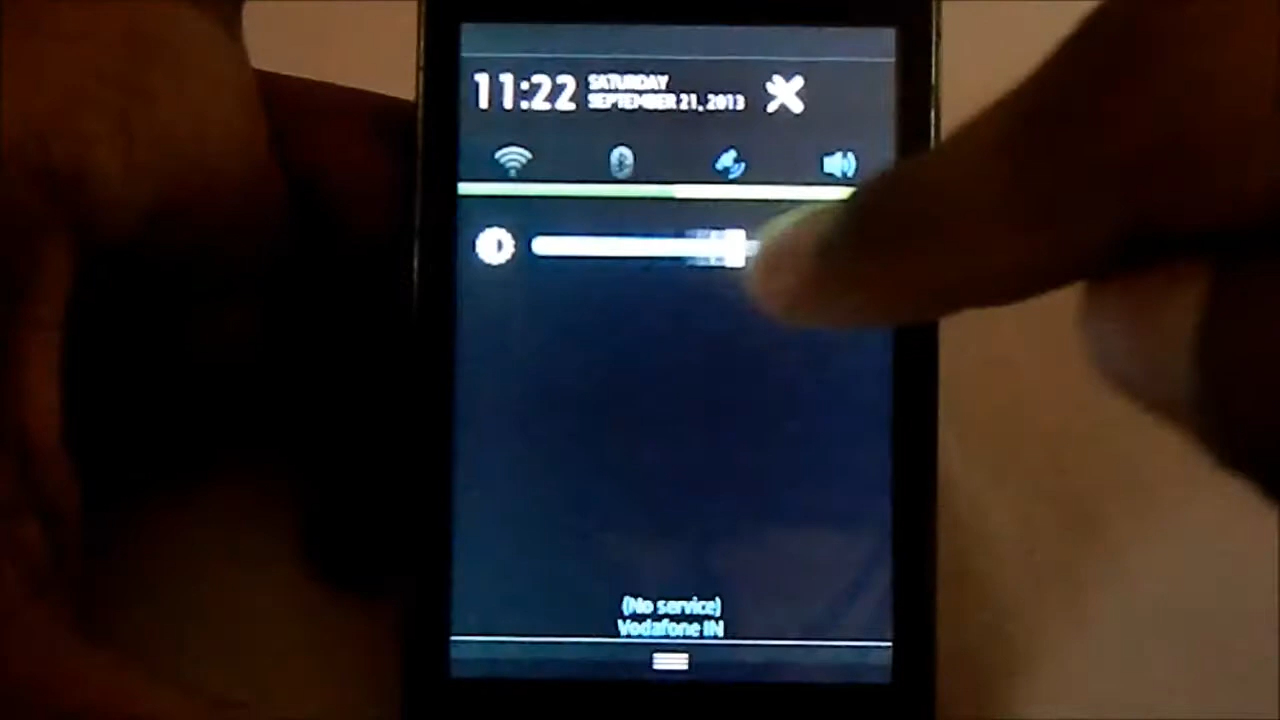 11:22
SATURDAY
SEPTEMBER 21, 2013
(No service)
Vodafone IN